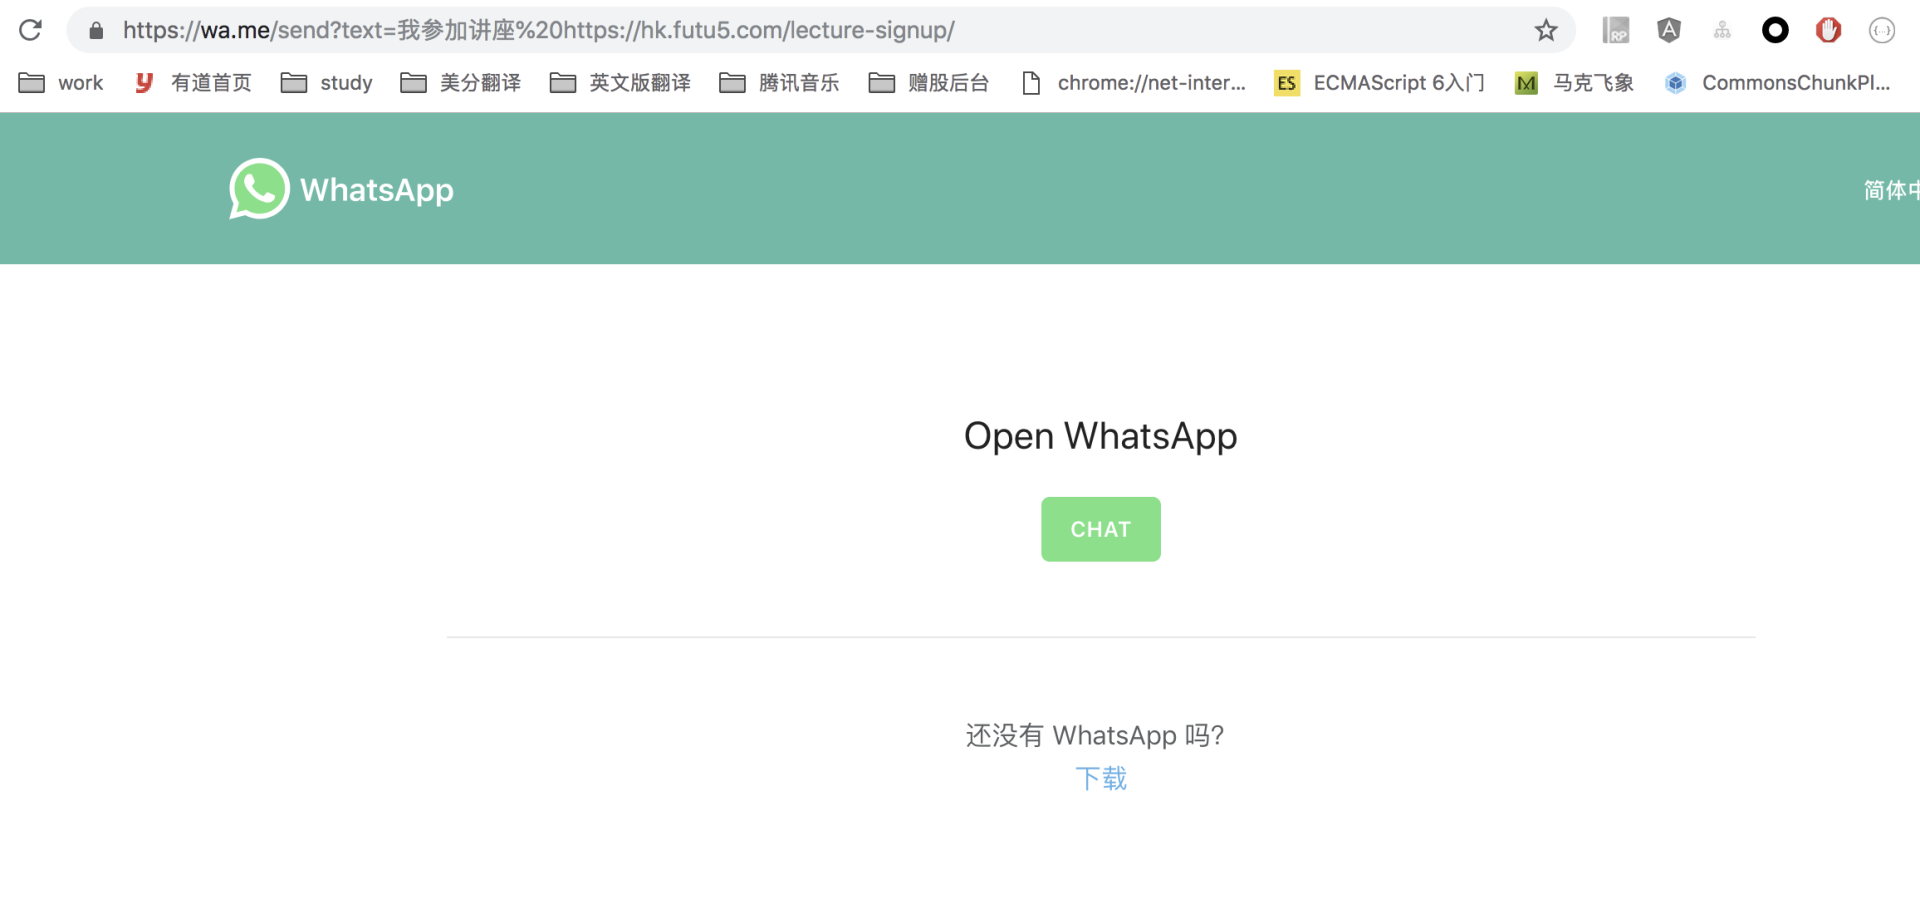 https://wa.me/send?text=我参加讲座%20https://hk.futu5.com/lecture-signup/
work 有道首页 study 美分翻译 英文版翻译 腾讯音乐 赠股后台 chrome://net-inter... ES ECMAScript 6入门 M 马克飞象 CommonsChunkPl...
WhatsApp
简体中
Open WhatsApp
CHAT
还没有 WhatsApp 吗?
下载